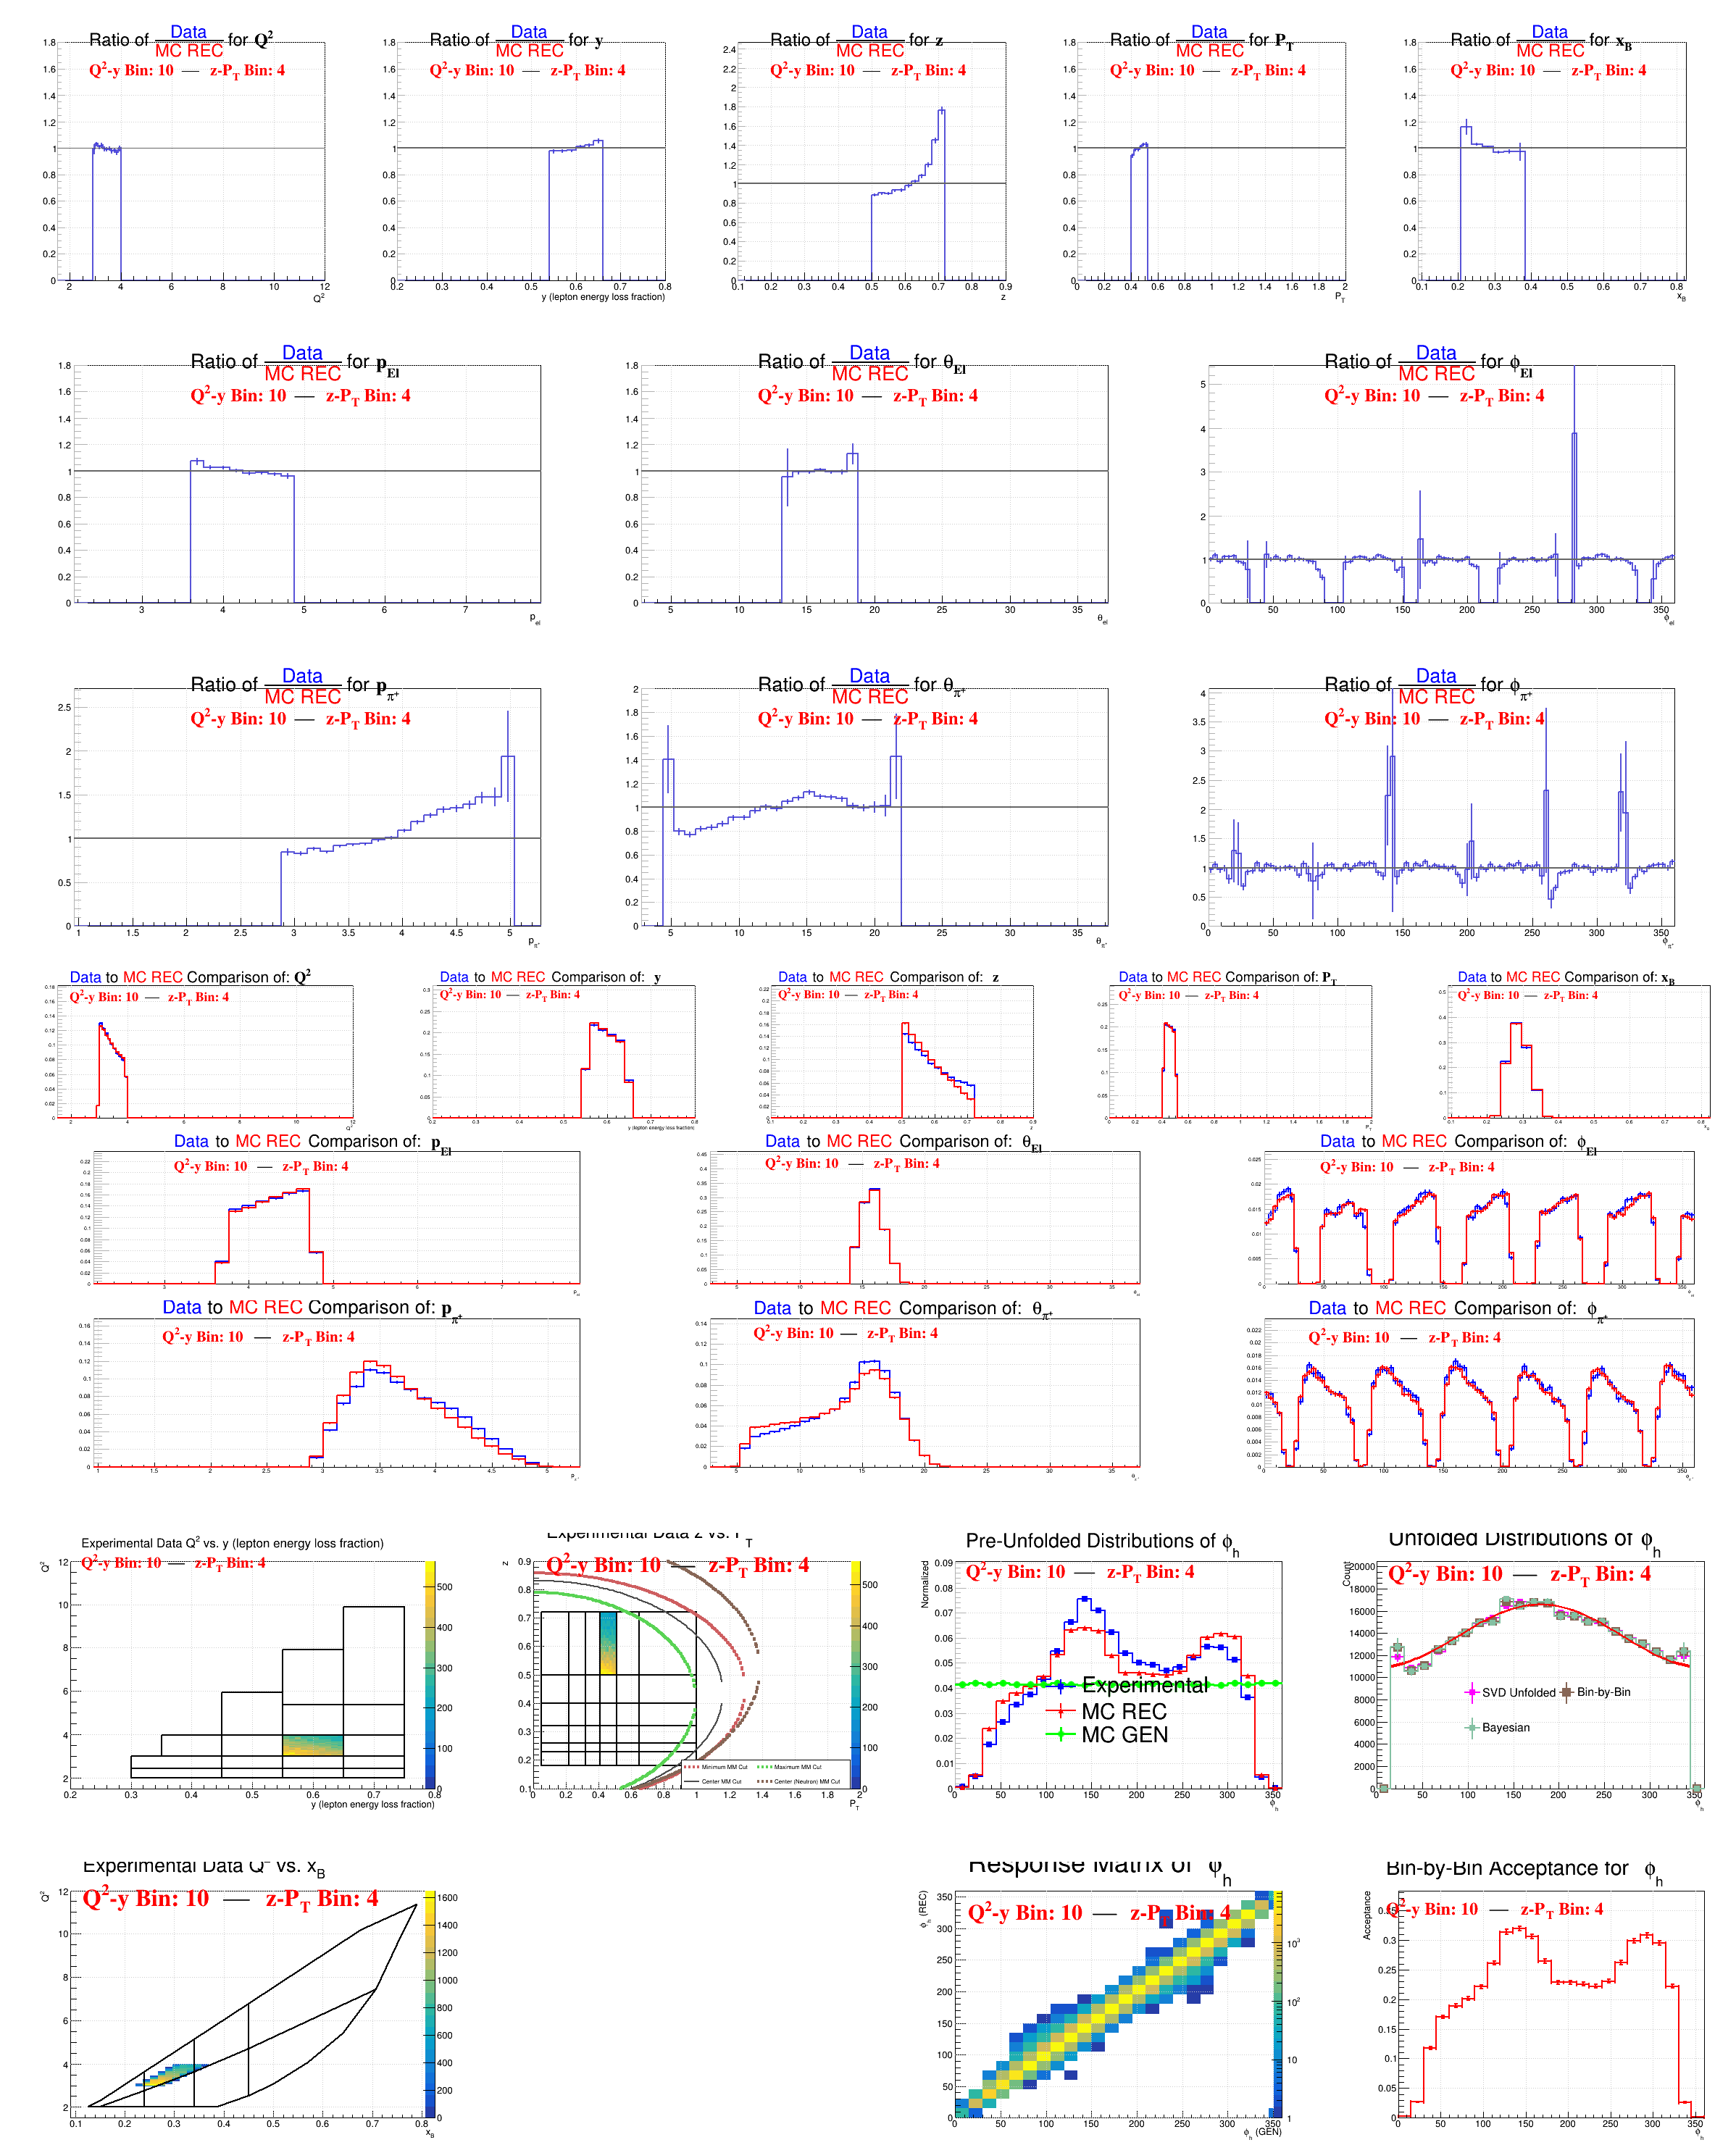 Ratio of Data/MC REC for Q²
Q²-y Bin: 10 — z-P_T Bin: 4
Q²
Ratio of Data/MC REC for y
Q²-y Bin: 10 — z-P_T Bin: 4
y (lepton energy loss fraction)
Ratio of Data/MC REC for z
Q²-y Bin: 10 — z-P_T Bin: 4
z
Ratio of Data/MC REC for P_T
Q²-y Bin: 10 — z-P_T Bin: 4
P_T
Ratio of Data/MC REC for x_B
Q²-y Bin: 10 — z-P_T Bin: 4
x_B
Ratio of Data/MC REC for p_El
Q²-y Bin: 10 — z-P_T Bin: 4
p_el
Ratio of Data/MC REC for θ_El
Q²-y Bin: 10 — z-P_T Bin: 4
θ_el
Ratio of Data/MC REC for ϕ_El
Q²-y Bin: 10 — z-P_T Bin: 4
ϕ_el
Ratio of Data/MC REC for p_π⁺
Q²-y Bin: 10 — z-P_T Bin: 4
p_π⁺
Ratio of Data/MC REC for θ_π⁺
Q²-y Bin: 10 — z-P_T Bin: 4
θ_π⁺
Ratio of Data/MC REC for ϕ_π⁺
Q²-y Bin: 10 — z-P_T Bin: 4
ϕ_π⁺
Data to MC REC Comparison of: Q²
Q²-y Bin: 10 — z-P_T Bin: 4
Data to MC REC Comparison of: y
Q²-y Bin: 10 — z-P_T Bin: 4
y (lepton energy loss fraction)
Data to MC REC Comparison of: z
Q²-y Bin: 10 — z-P_T Bin: 4
Data to MC REC Comparison of: P_T
Q²-y Bin: 10 — z-P_T Bin: 4
Data to MC REC Comparison of: x_B
Q²-y Bin: 10 — z-P_T Bin: 4
Data to MC REC Comparison of: p_El
Q²-y Bin: 10 — z-P_T Bin: 4
Data to MC REC Comparison of: θ_El
Q²-y Bin: 10 — z-P_T Bin: 4
Data to MC REC Comparison of: ϕ_El
Q²-y Bin: 10 — z-P_T Bin: 4
Data to MC REC Comparison of: p_π⁺
Q²-y Bin: 10 — z-P_T Bin: 4
Data to MC REC Comparison of: θ_π⁺
Q²-y Bin: 10 — z-P_T Bin: 4
Data to MC REC Comparison of: ϕ_π⁺
Q²-y Bin: 10 — z-P_T Bin: 4
Experimental Data Q² vs. y (lepton energy loss fraction)
Q²-y Bin: 10 — z-P_T Bin: 4
Q²
y (lepton energy loss fraction)
Experimental Data z vs. P_T
Q²-y Bin: 10 — z-P_T Bin: 4
z
Minimum MM Cut
Maximum MM Cut
Center MM Cut
Center (Neutron) MM Cut
P_T
Pre-Unfolded Distributions of ϕ_h
Q²-y Bin: 10 — z-P_T Bin: 4
Normalized
Experimental
MC REC
MC GEN
ϕ_h
Unfolded Distributions of ϕ_h
Q²-y Bin: 10 — z-P_T Bin: 4
Count
SVD Unfolded
Bin-by-Bin
Bayesian
ϕ_h
Experimental Data Q² vs. x_B
Q²-y Bin: 10 — z-P_T Bin: 4
Q²
x_B
Response Matrix of ϕ_h
Q²-y Bin: 10 — z-P_T Bin: 4
ϕ_h (REC)
ϕ_h (GEN)
Bin-by-Bin Acceptance for ϕ_h
Q²-y Bin: 10 — z-P_T Bin: 4
Acceptance
ϕ_h